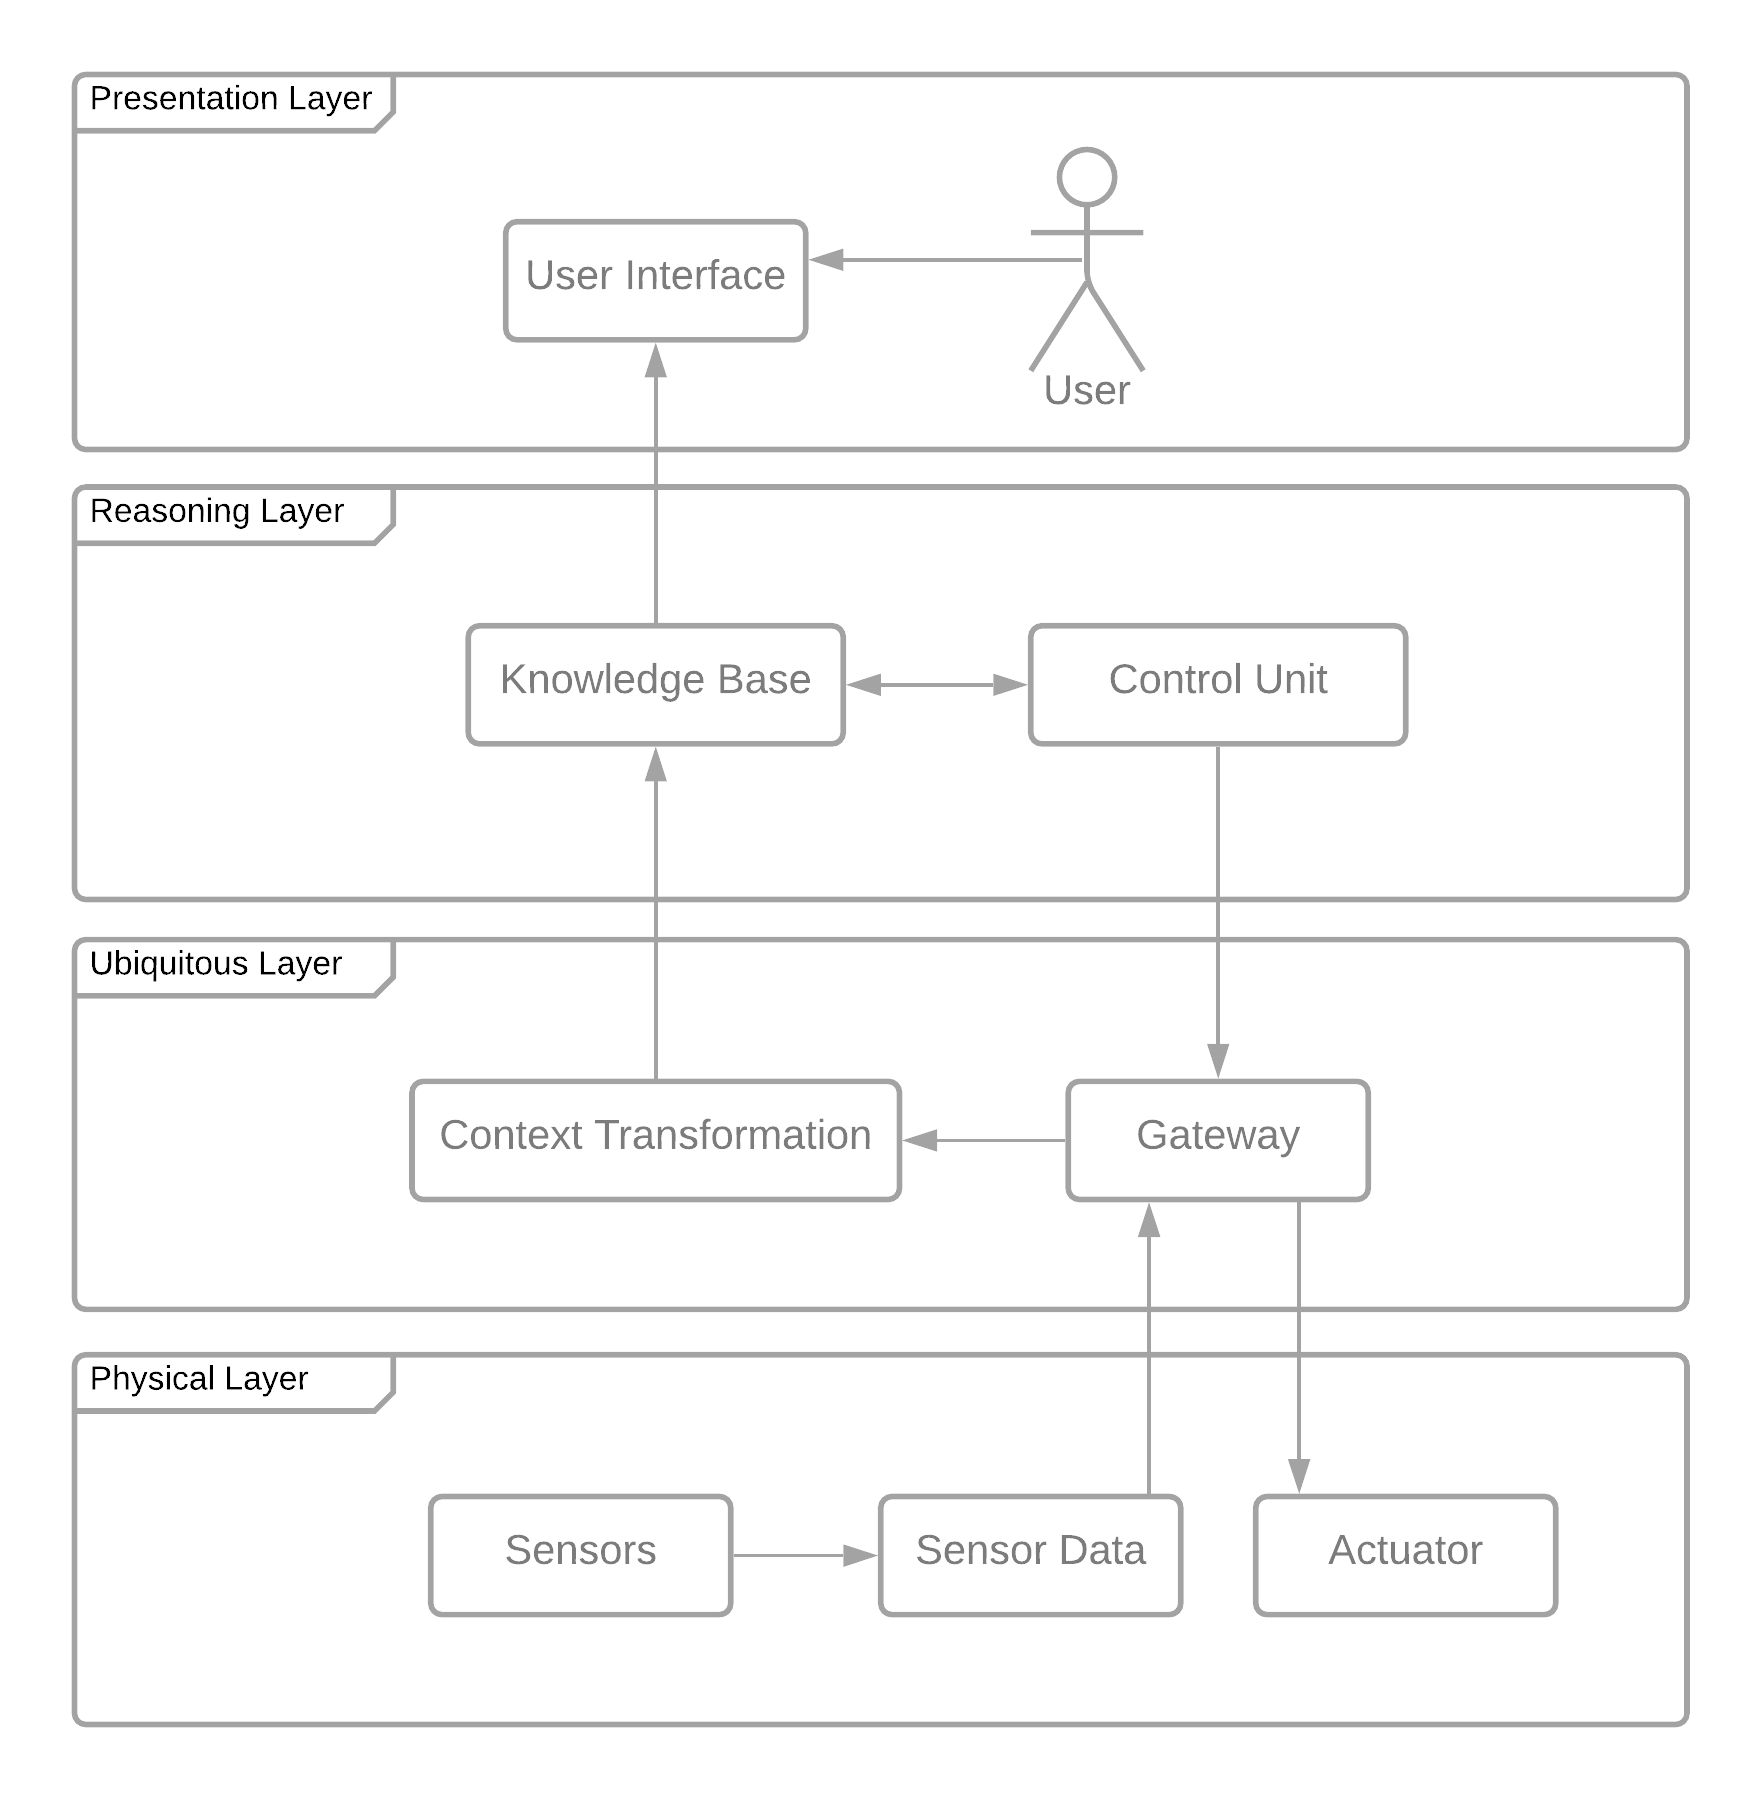 Presentation Layer
User Interface
User
Reasoning Layer
Knowledge Base
Control Unit
Ubiquitous Layer
Context Transformation
Gateway
Physical Layer
Sensors
Sensor Data
Actuator